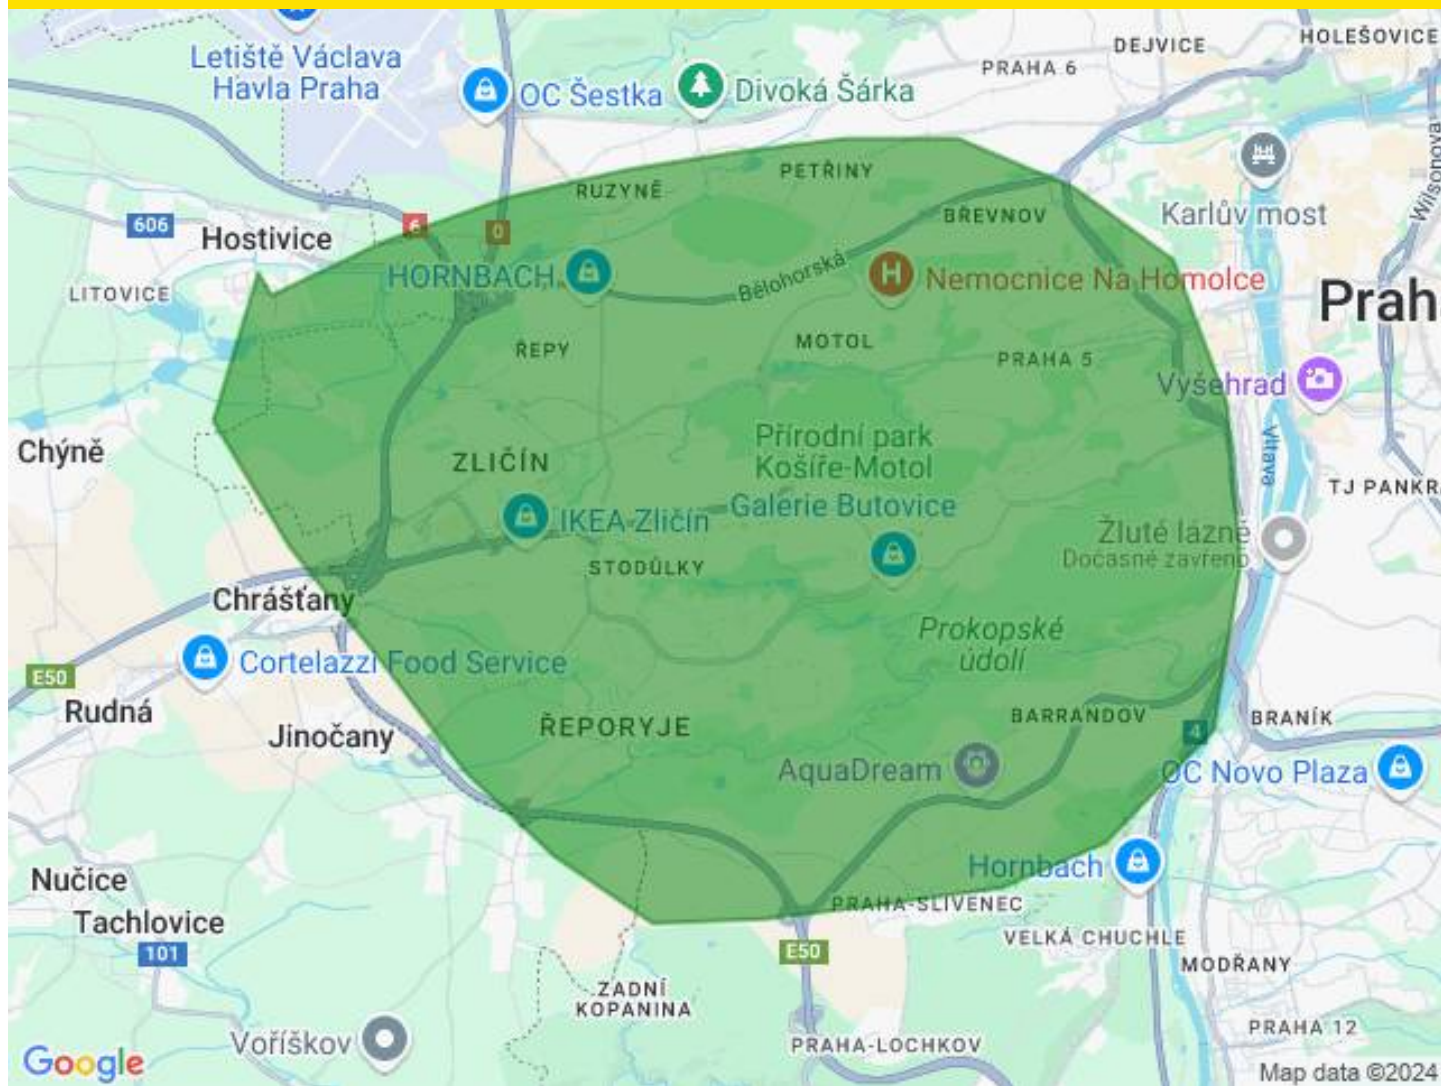 DEJVICE
HOLEŠOVICE
Letiště Václava
Havla Praha
PRAHA 6
OC Šestka
Divoká Šárka
Wilsonova
PETŘINY
RUZYNĚ
606
6
0
BŘEVNOV
Karlův most
Hostivice
LITOVICE
HORNBACH
Bělohorská
Nemocnice Na Homolce
Prah
ŘEPY
MOTOL
PRAHA 5
Vyšehrad
Chýně
ZLIČÍN
Přírodní park
Košíře-Motol
Vltava
TJ PANKR
IKEA Zličín
Galerie Butovice
Žluté lázně
Dočasně zavřeno
STODŮLKY
Chrášťany
Prokopské
údolí
Cortelazzi Food Service
E50
Rudná
Jinočany
ŘEPORYJE
BARRANDOV
4
BRANÍK
AquaDream
OC Novo Plaza
Hornbach
Nučice
Tachlovice
101
PRAHA-SLIVENEC
VELKÁ CHUCHLE
E50
MODŘANY
ZADNÍ
KOPANINA
Voříškov
PRAHA-LOCHKOV
PRAHA 12
Google
Map data ©2024